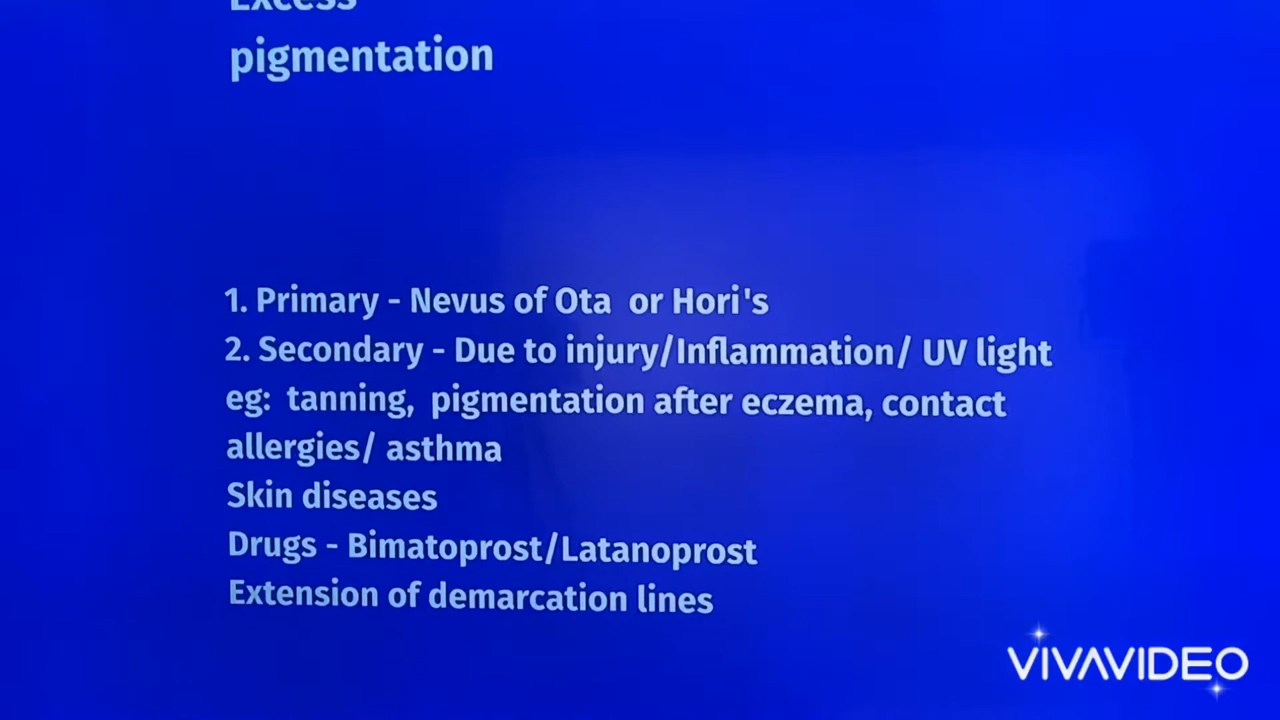 Excess
pigmentation
1. Primary - Nevus of Ota or Hori's
2. Secondary - Due to injury/Inflammation/ UV light
eg: tanning, pigmentation after eczema, contact
allergies/ asthma
Skin diseases
Drugs - Bimatoprost/Latanoprost
Extension of demarcation lines
VIVAVIDEO